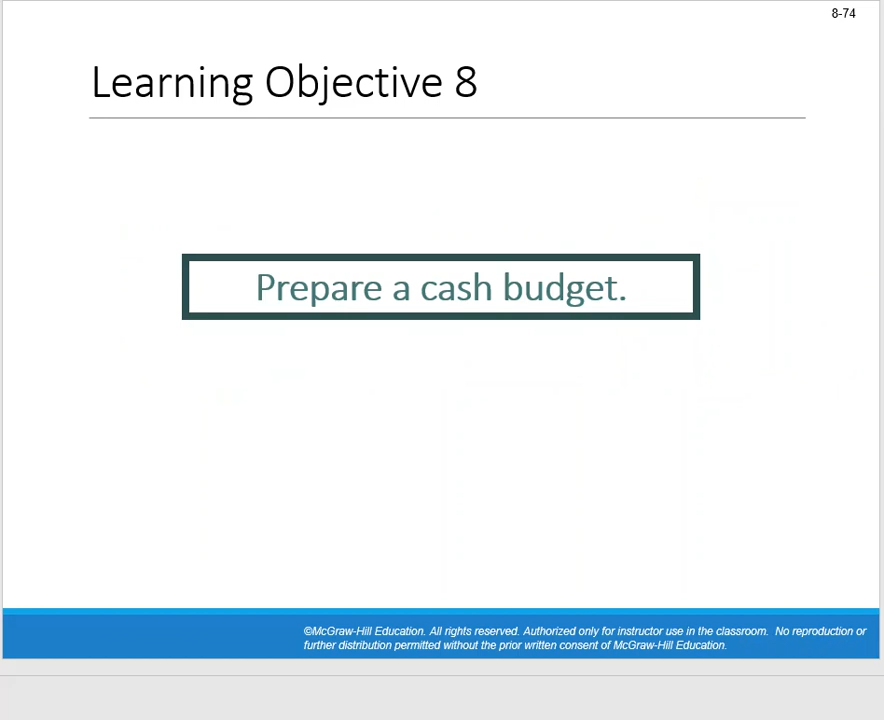 8-74
Learning Objective 8
Prepare a cash budget.
©McGraw-Hill Education. All rights reserved. Authorized only for instructor use in the classroom. No reproduction or
further distribution permitted without the prior written consent of McGraw-Hill Education.